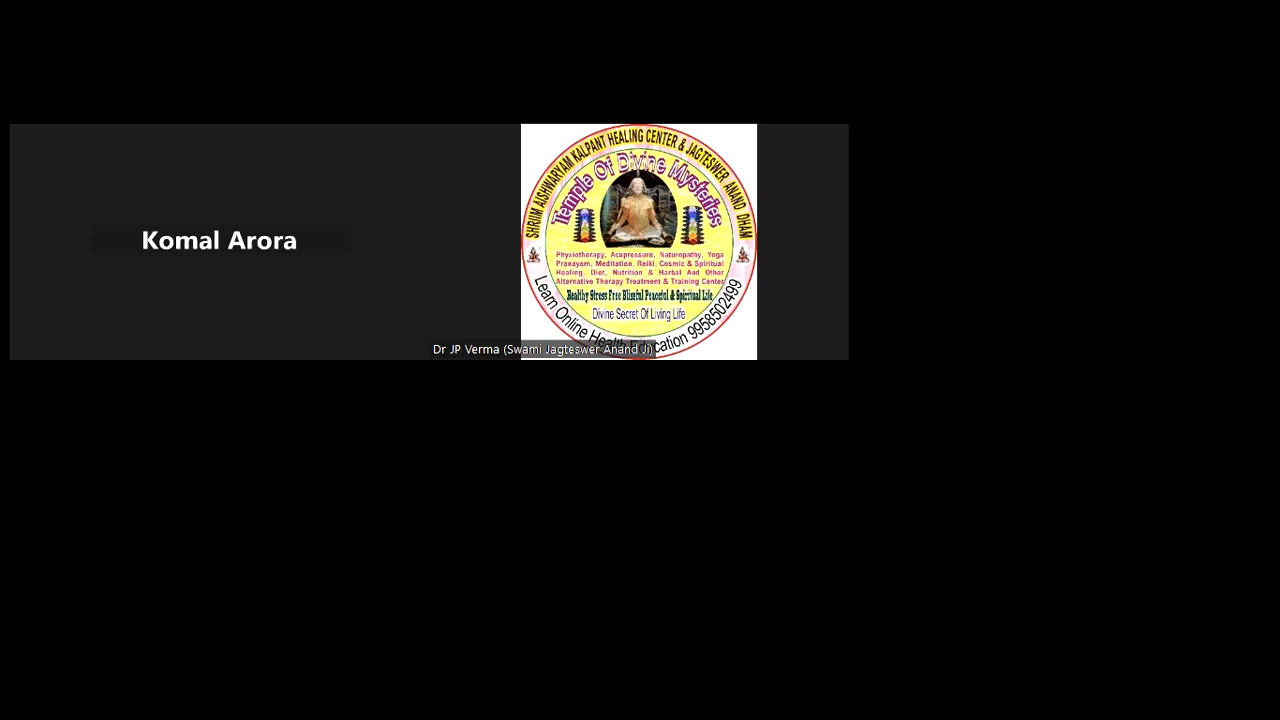 Komal Arora
SHRUM AISHWARYAM KALPANT HEALING CENTER & JAGTESWER ANAND DHAM
Temple Of Divine Mysteries
Physiotherapy, Acupressure, Naturopathy, Yoga
Pranayam, Meditation, Reiki, Cosmic & Spiritual
Healing, Diet, Nutrition & Harbal And Other
Alternative Therapy Treatment & Training Center
Healthy Stress Free Blissful Peaceful & Spiritual Life
Divine Secret Of Living Life
Learn Online Health Education 9958502499
Dr JP Verma (Swami Jagteswer Anand Ji)